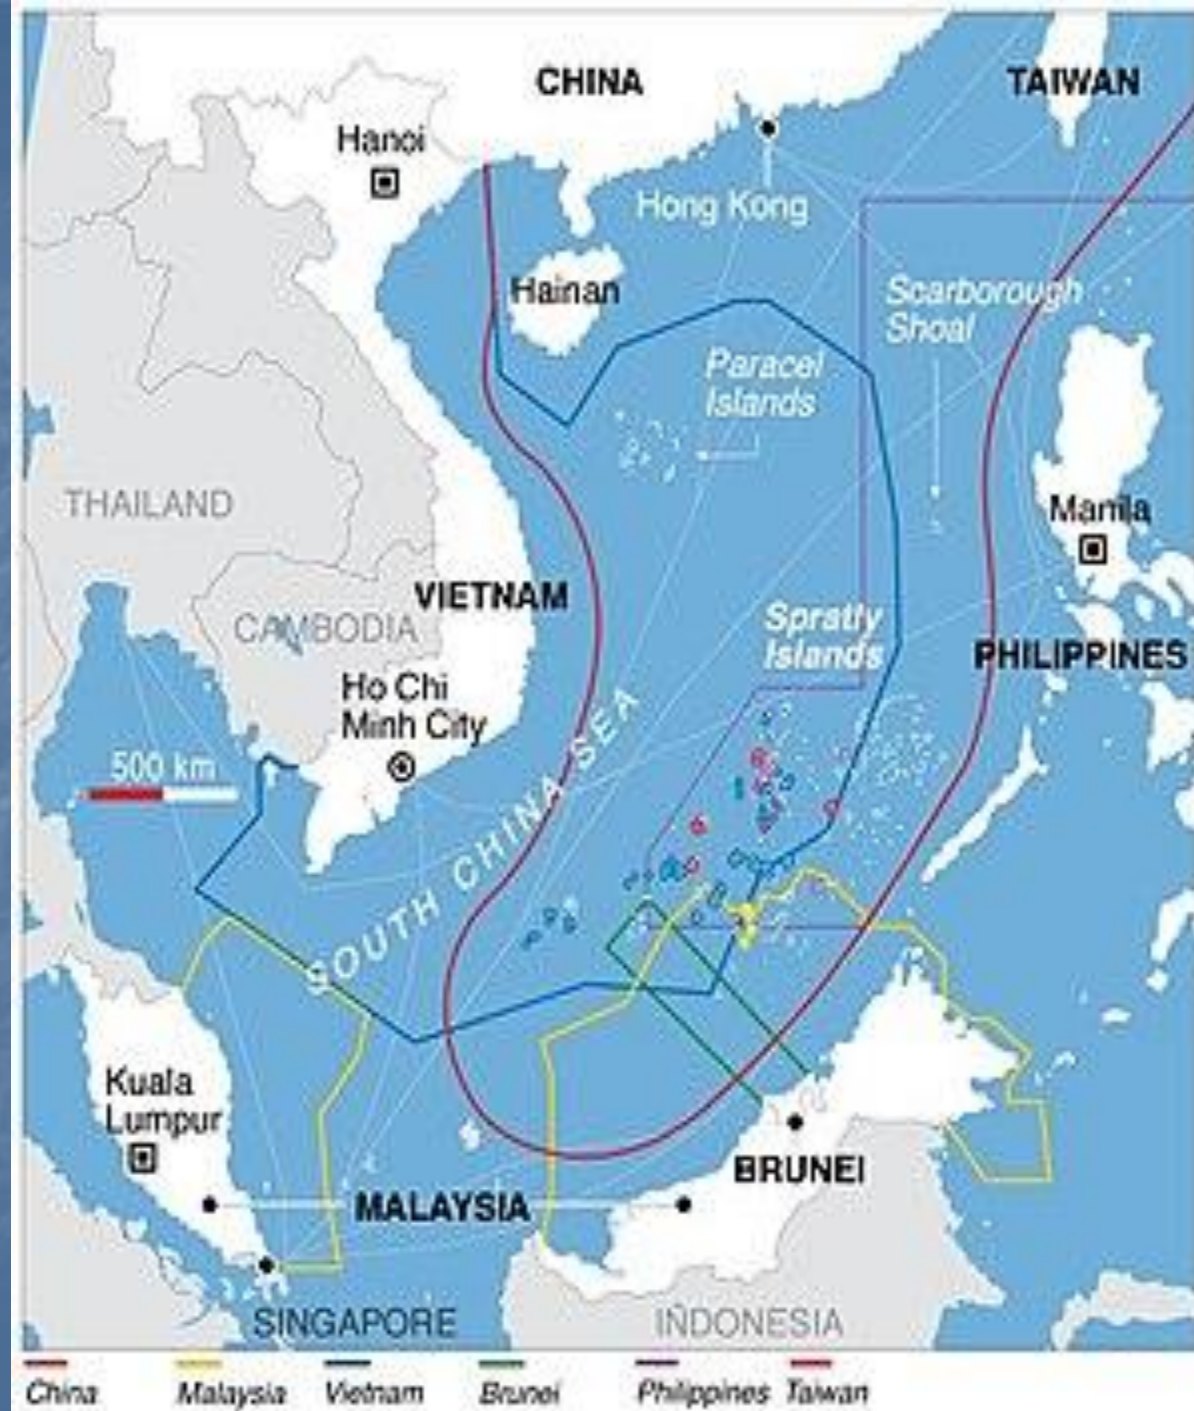 CHINA
TAIWAN
Hanoi
Hong Kong
Hainan
Scarborough
Shoal
Paracel
Islands
THAILAND
Manila
VIETNAM
CAMBODIA
Spratly
Islands
PHILIPPINES
Ho Chi
Minh City
500 km
SOUTH CHINA SEA
Kuala
Lumpur
BRUNEI
MALAYSIA
SINGAPORE
INDONESIA
China
Malaysia
Vietnam
Brunei
Philippines
Taiwan